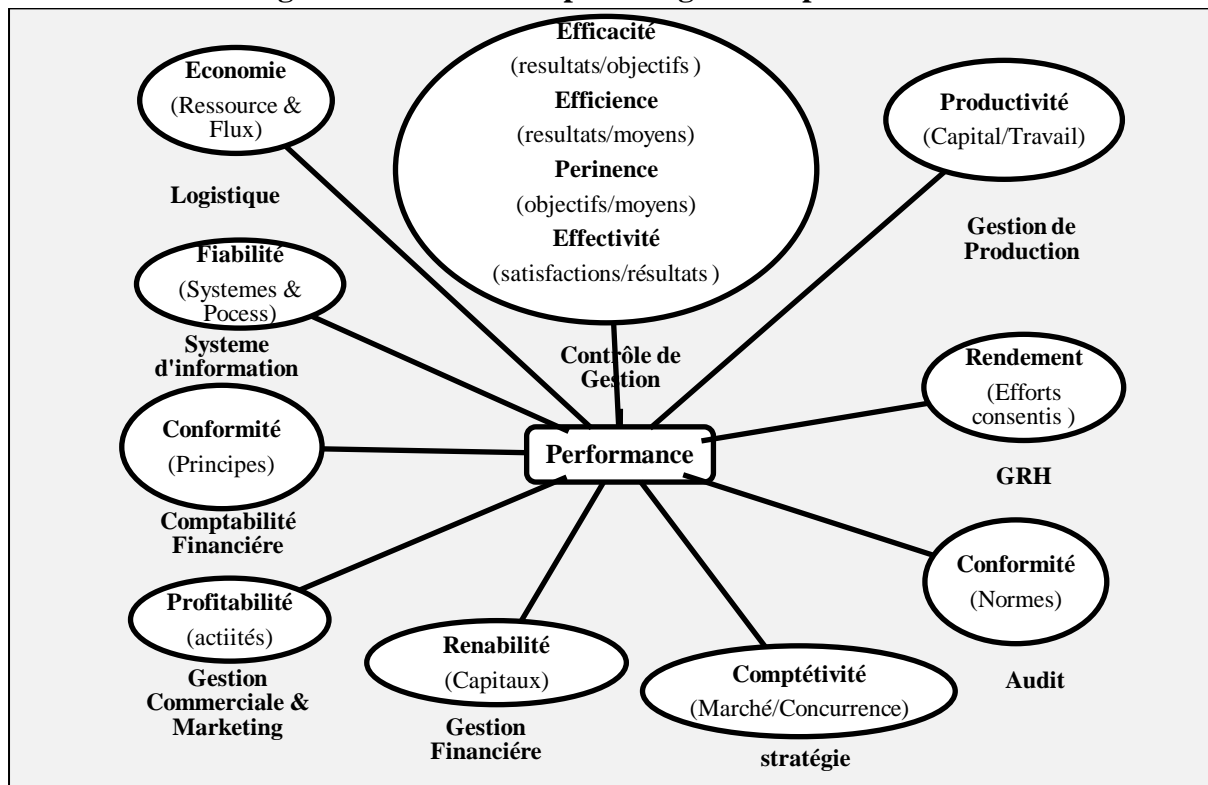 Efficacité
(resultats/objectifs )
Efficience
(resultats/moyens)
Perinence
(objectifs/moyens)
Effectivité
(satisfactions/résultats )
Contrôle de
Gestion
Economie
(Ressource &
Flux)
Logistique
Productivité
(Capital/Travail)
Gestion de
Production
Fiabilité
(Systemes &
Pocess)
Systeme
d'information
Rendement
(Efforts
consentis )
GRH
Conformité
(Principes)
Comptabilité
Financiére
Performance
Conformité
(Normes)
Audit
Profitabilité
(actiités)
Gestion
Commerciale &
Marketing
Renabilité
(Capitaux)
Gestion
Financiére
Comptétivité
(Marché/Concurrence)
stratégie